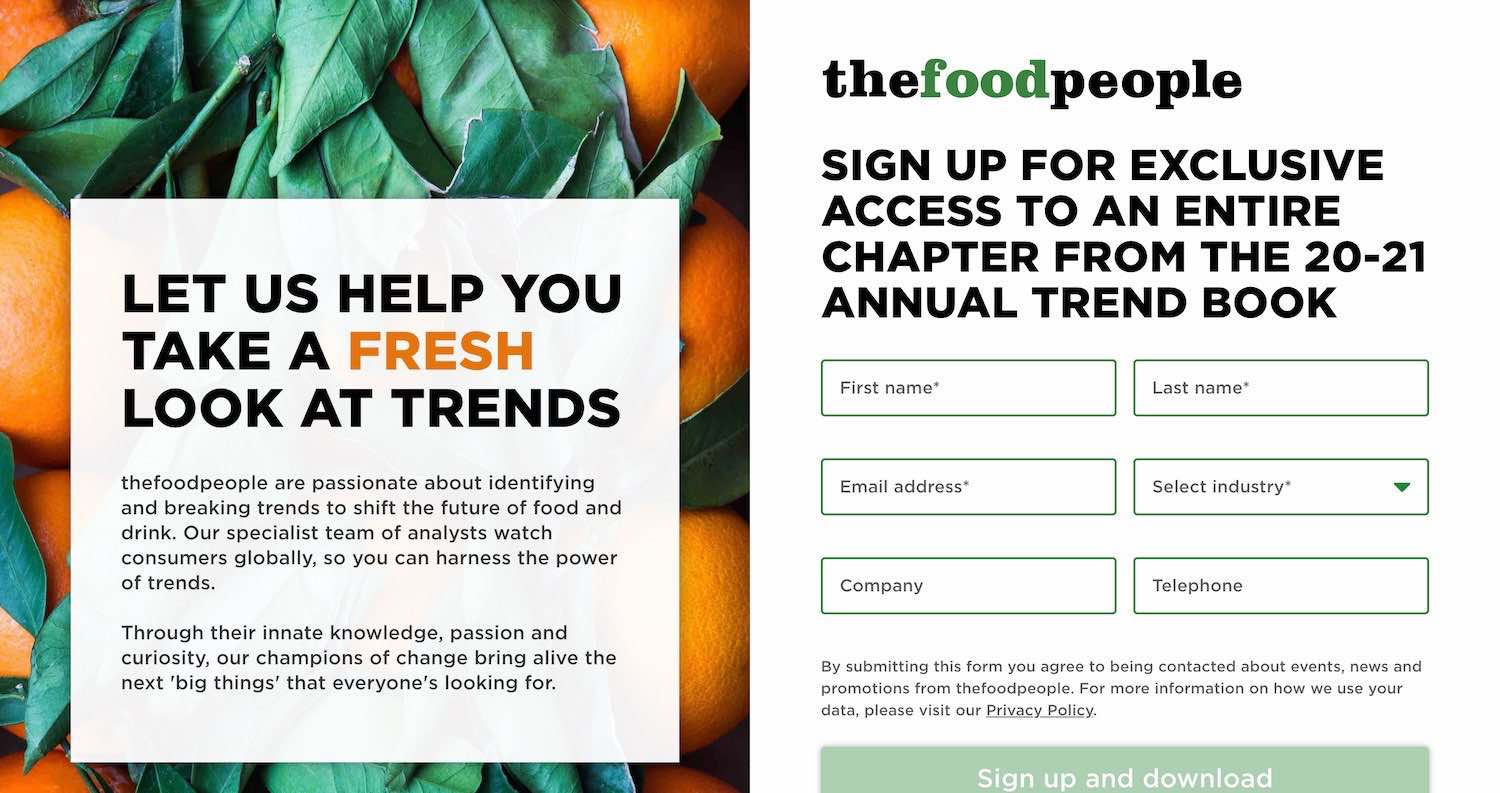 LET US HELP YOU
TAKE A FRESH
LOOK AT TRENDS
thefoodpeople are passionate about identifying
and breaking trends to shift the future of food and
drink. Our specialist team of analysts watch
consumers globally, so you can harness the power
of trends.
Through their innate knowledge, passion and
curiosity, our champions of change bring alive the
next 'big things' that everyone's looking for.
thefoodpeople
SIGN UP FOR EXCLUSIVE
ACCESS TO AN ENTIRE
CHAPTER FROM THE 20-21
ANNUAL TREND BOOK
First name*
Last name*
Email address*
Select industry*
Company
Telephone
By submitting this form you agree to being contacted about events, news and
promotions from thefoodpeople. For more information on how we use your
data, please visit our Privacy Policy.
Sign up and download